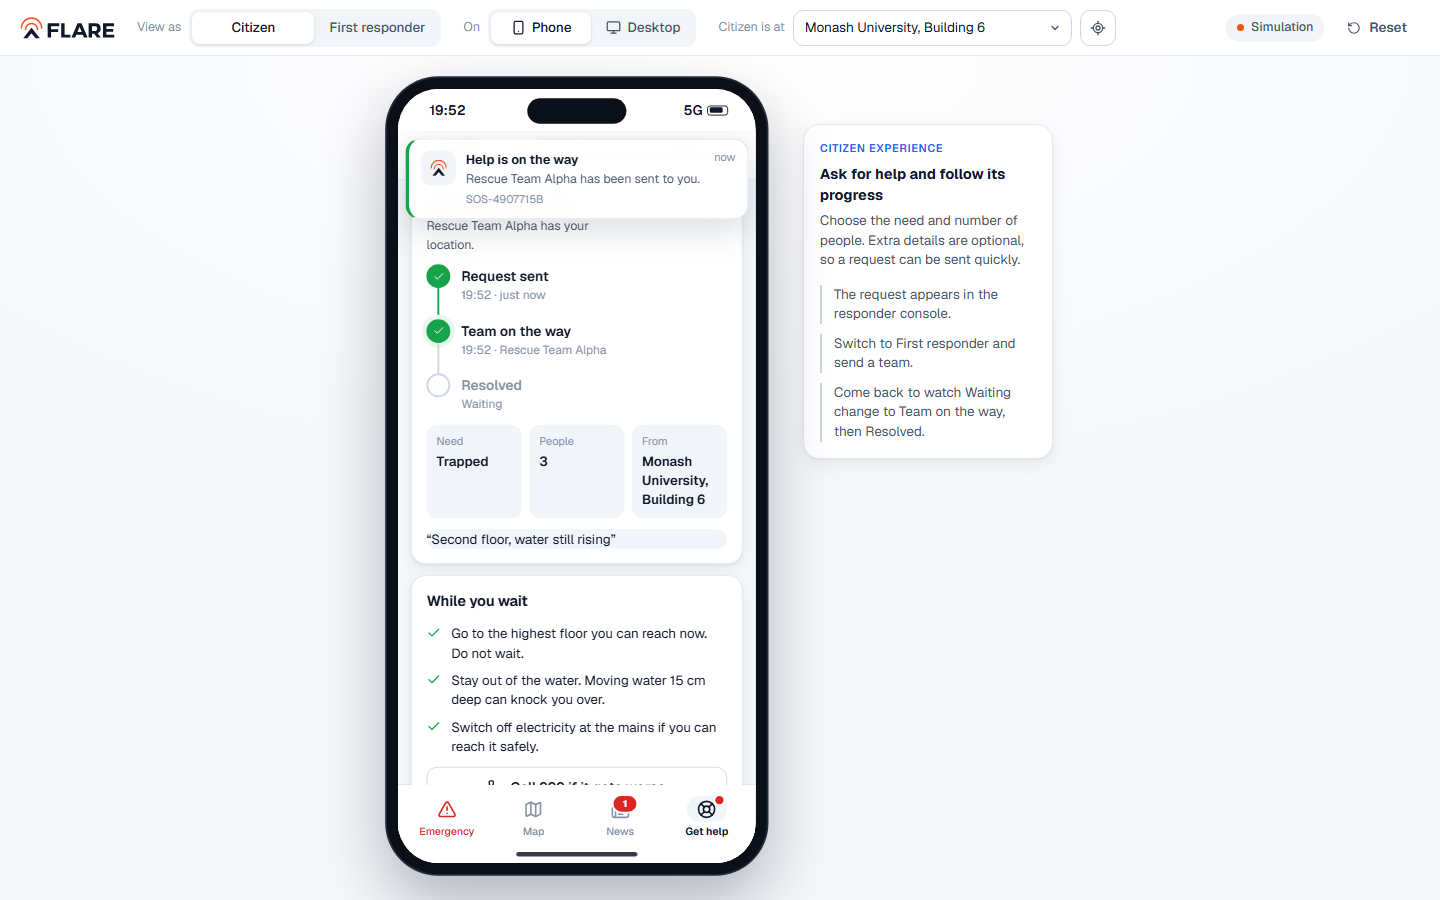 FLARE
View as
Citizen
First responder
On
Phone
Desktop
Citizen is at
Monash University, Building 6
Simulation
Reset
19:52
5G
Help is on the way
now
Rescue Team Alpha has been sent to you.
SOS-4907715B
Rescue Team Alpha has your
location.
Request sent
19:52 · just now
Team on the way
19:52 · Rescue Team Alpha
Resolved
Waiting
Need
Trapped
People
3
From
Monash
University,
Building 6
“Second floor, water still rising”
While you wait
Go to the highest floor you can reach now.
Do not wait.
Stay out of the water. Moving water 15 cm
deep can knock you over.
Switch off electricity at the mains if you can
reach it safely.
Emergency
Map
1
News
Get help
CITIZEN EXPERIENCE
Ask for help and follow its
progress
Choose the need and number of
people. Extra details are optional,
so a request can be sent quickly.
The request appears in the
responder console.
Switch to First responder and
send a team.
Come back to watch Waiting
change to Team on the way,
then Resolved.